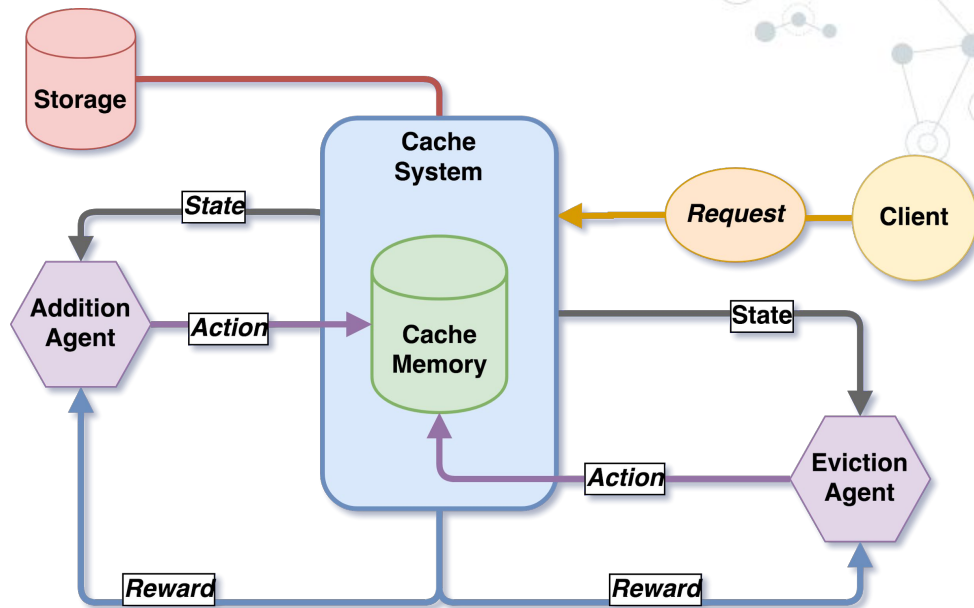 Storage
Cache
System
State
Request
Client
Addition
Agent
Action
Cache
Memory
State
Eviction
Agent
Action
Reward
Reward